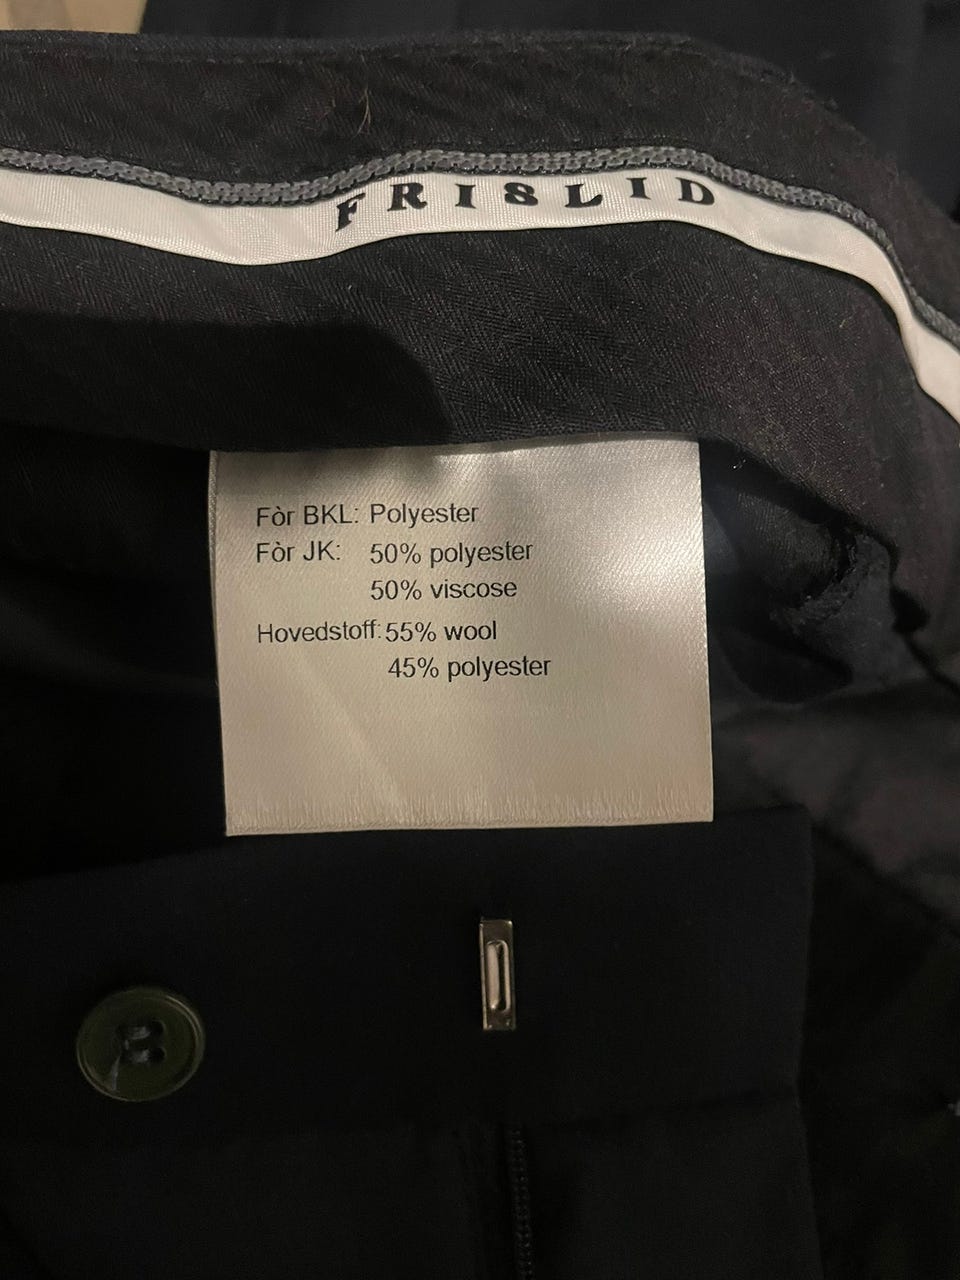 FRISLID
Fòr BKL: Polyester
Fòr JK: 50% polyester
50% viscose
Hovedstoff: 55% wool
45% polyester